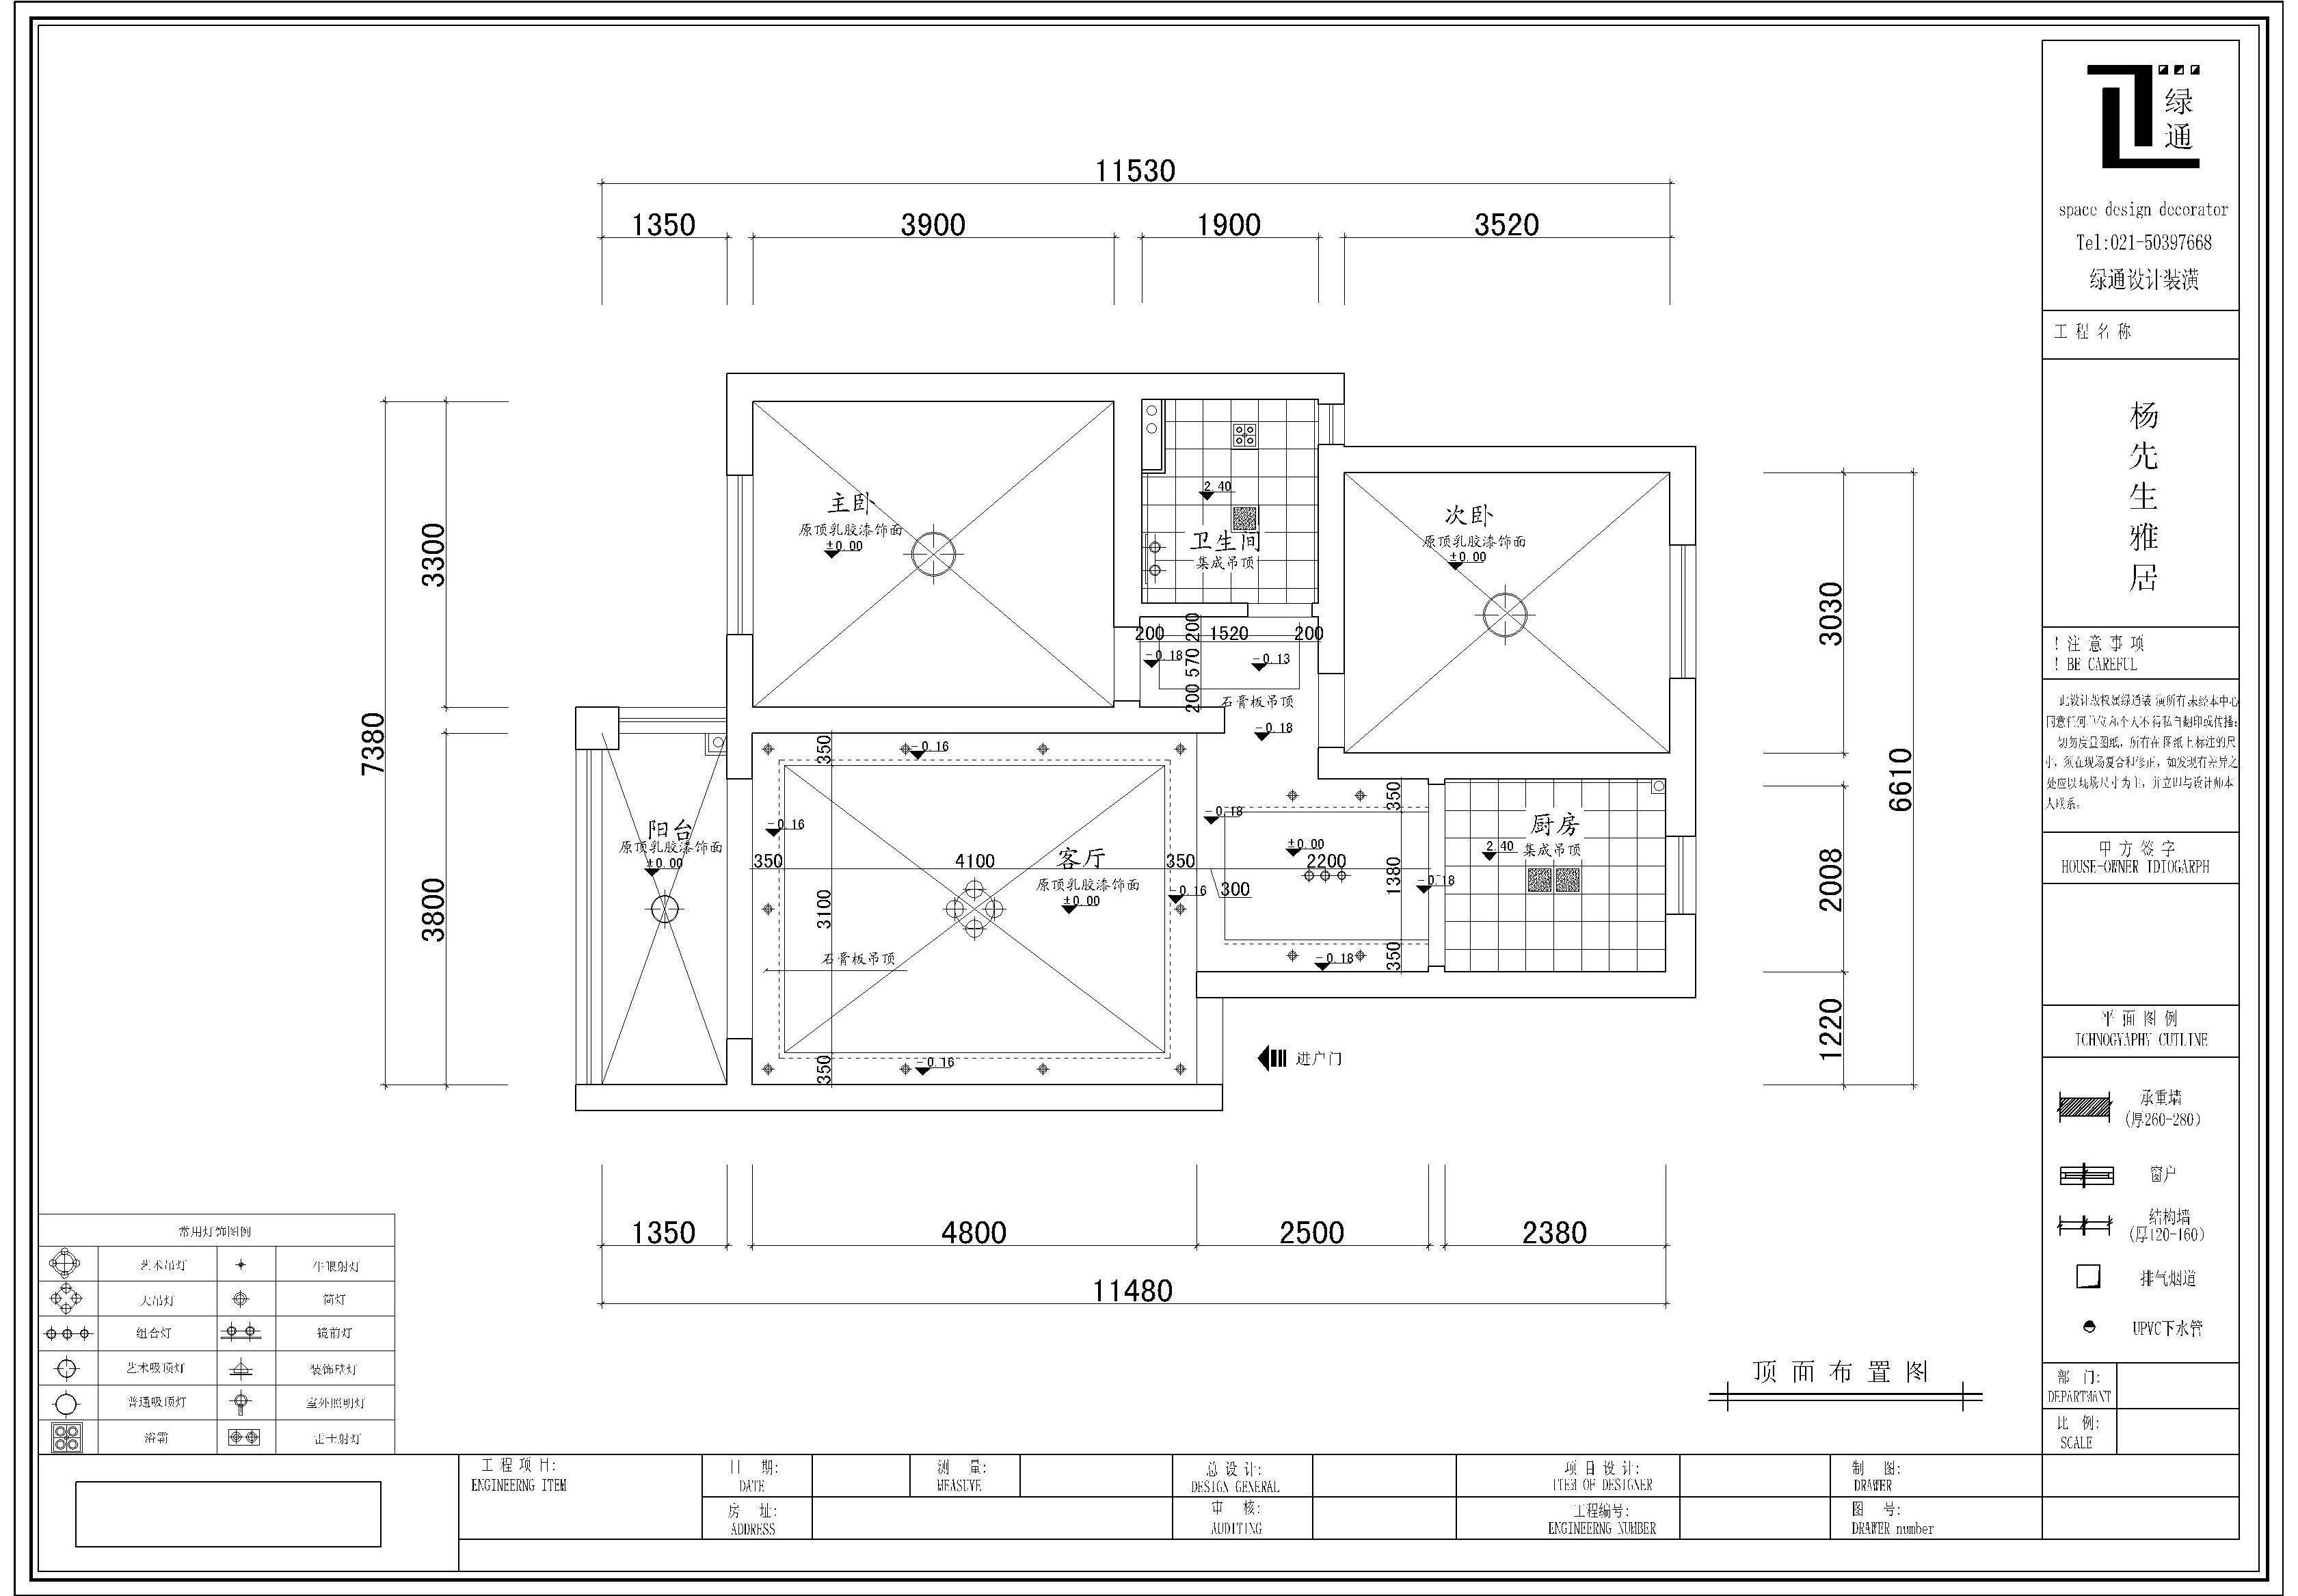 绿
通
space design decorator
Tel:021-50397668
绿通设计装潢
工程名称
杨先生雅居
!注意事项
! BE CAREFUL
此设计版权属绿通装潢所有未经本中心
同意任何单位和个人不得私自翻印或传播;
切勿度量图纸，所有在图纸上标注的尺
寸，须在现场复合和修正，如发现有差异之
处应以现场尺寸为主，并立即与设计师本
人联系。
甲方签字
HOUSE-OWNER IDIOGARPH
平面图例
ICHNOGYAPHY CUTLINE
承重墙
(厚260-280)
窗户
结构墙
(厚120-160)
排气烟道
UPVC下水管
部 门:
DEPARTMANT
比 例:
SCALE
11530
1350
3900
1900
3520
7380
3300
3800
3030
2008
1220
6610
主卧
原顶乳胶漆饰面
±0.00
2.40
卫生间
集成吊顶
次卧
原顶乳胶漆饰面
±0.00
200
1520
200
200
570
200
-0.18
-0.13
石膏板吊顶
-0.18
350
-0.16
-0.16
阳台
原顶乳胶漆饰面
±0.00
350
4100
350
3100
客厅
原顶乳胶漆饰面
±0.00
-0.16
石膏板吊顶
350
-0.16
-0.18
±0.00
2200
300
350
1380
350
-0.18
-0.18
厨房
2.40
集成吊顶
进户门
1350
4800
2500
2380
11480
顶面布置图
常用灯饰图例
艺术吊灯
牛眼射灯
大吊灯
筒灯
组合灯
镜前灯
艺术吸顶灯
装饰壁灯
普通吸顶灯
室外照明灯
浴霸
雷士射灯
工程项目:
ENGINEERNG ITEM
日 期:
DATE
测 量:
MEASUVE
总设计:
DESIGN GENERAL
项目设计:
ITEM OF DESIGNER
制 图:
DRAWER
房 址:
ADDRESS
审 核:
AUDITING
工程编号:
ENGINEERNG NUMBER
图 号:
DRAWER number